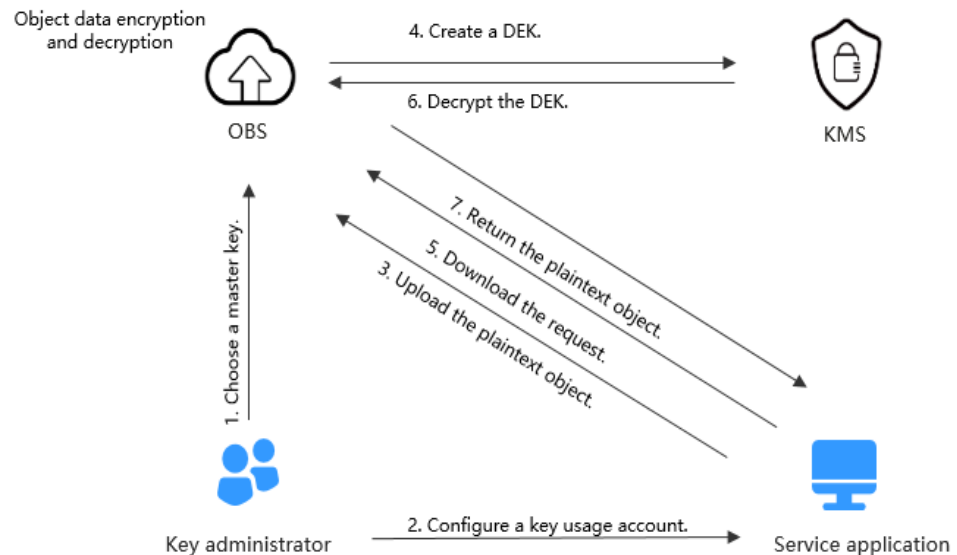 Object data encryption
and decryption
4. Create a DEK.
6. Decrypt the DEK.
OBS
KMS
7. Return the plaintext object.
5. Download the request.
3. Upload the plaintext object.
1. Choose a master key.
2. Configure a key usage account.
Key administrator
Service application